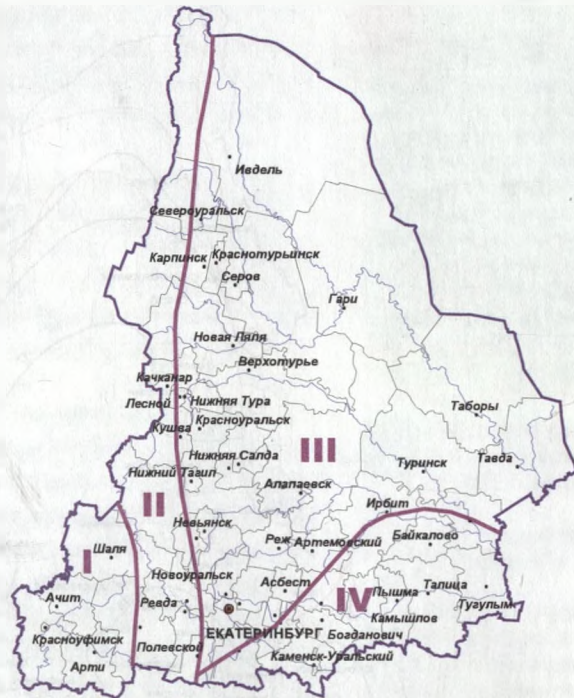 Ивдель
Североуральск
Карпинск
Краснотурьинск
Серов
Гари
Новая Ляля
Верхотурье
Качканар
Лесной
Нижняя Тура
Таборы
Кушва
Красноуральск
III
Нижняя Салда
Тавда
Нижний Тагил
Туринск
Алапаевск
II
Ирбит
Невьянск
Байкалово
Реж
Артемовский
I
Шаля
Новоуральск
Асбест
IV
Пышма
Талица
Ачит
Ревда
Тугулым
Камышлов
ЕКАТЕРИНБУРГ
Богданович
Красноуфимск
Полевской
Арти
Каменск-Уральский